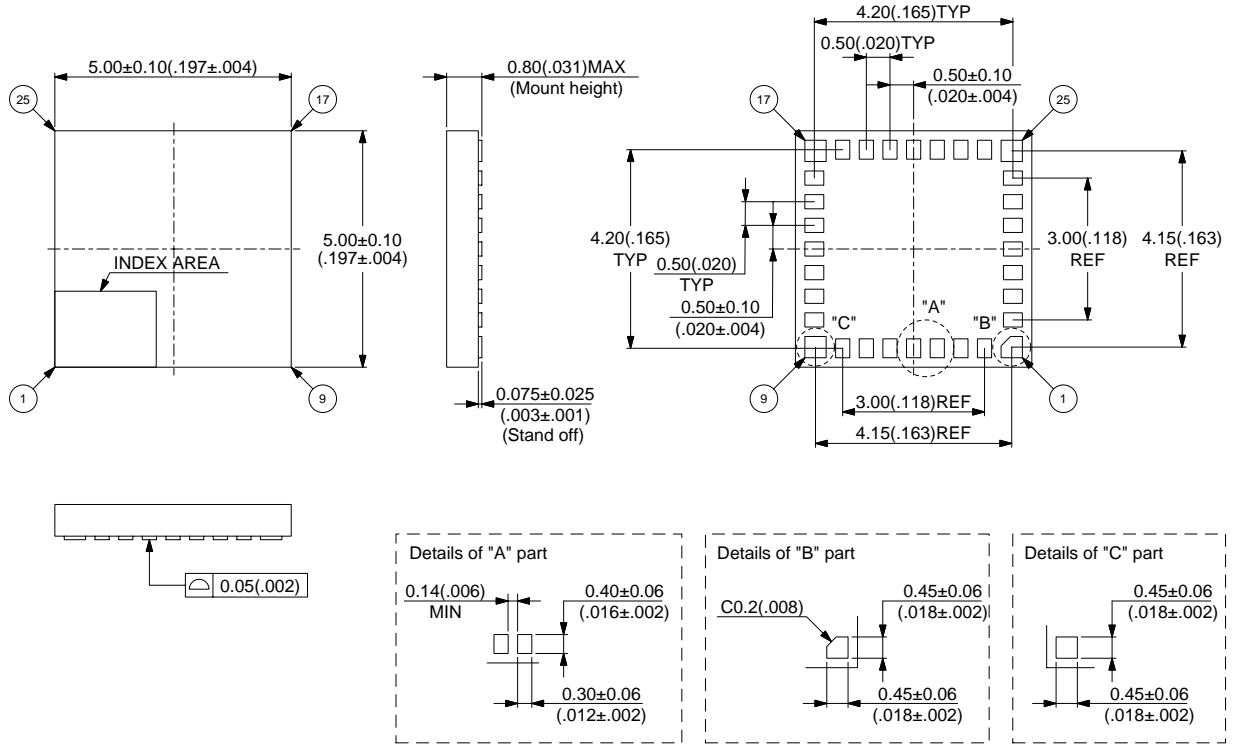 5.00±0.10(.197±.004)
25
17
5.00±0.10
(.197±.004)
INDEX AREA
1
9
0.80(.031)MAX
(Mount height)
0.075±0.025
(.003±.001)
(Stand off)
4.20(.165)TYP
0.50(.020)TYP
0.50±0.10
(.020±.004)
17
25
4.20(.165)
TYP
0.50(.020)
TYP
0.50±0.10
(.020±.004)
3.00(.118)
REF
4.15(.163)
REF
"C"
"A"
"B"
9
1
3.00(.118)REF
4.15(.163)REF
0.05(.002)
Details of "A" part
0.14(.006)
MIN
0.40±0.06
(.016±.002)
0.30±0.06
(.012±.002)
Details of "B" part
C0.2(.008)
0.45±0.06
(.018±.002)
0.45±0.06
(.018±.002)
Details of "C" part
0.45±0.06
(.018±.002)
0.45±0.06
(.018±.002)